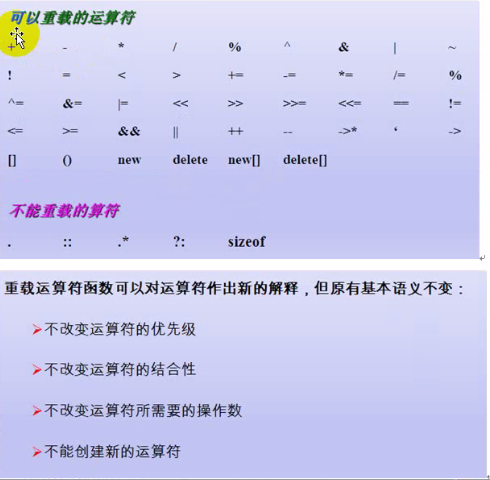 可以重载的运算符
+ - * / % ^ & | ~
! = < > += -= *= /= %
^= &= |= << >> >>= <<= == !=
<= >= && || ++ -- ->* ‘ ->
[] () new delete new[] delete[]
不能重载的算符
. :: .* ?: sizeof
重载运算符函数可以对运算符作出新的解释，但原有基本语义不变：
➢不改变运算符的优先级
➢不改变运算符的结合性
➢不改变运算符所需要的操作数
➢不能创建新的运算符